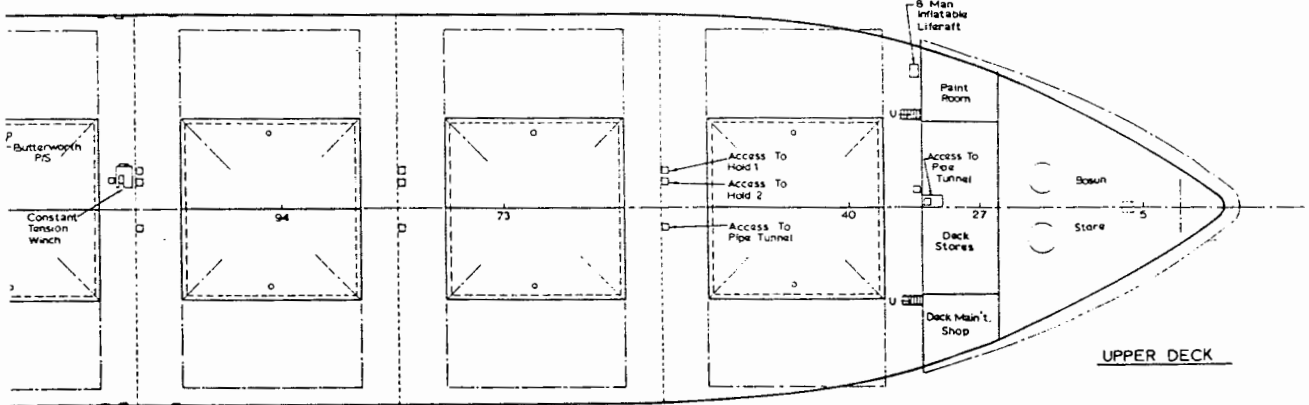 8 Man
Inflatable
Liferaft
Paint
Room
U
Butterworth
P/S
Access To
Hold 1
Access To
Hold 2
Access To
Pipe
Tunnel
Bosun
Store
94
73
40
27
5
Constant
Tension
Winch
Access To
Pipe Tunnel
Deck
Stores
U
Deck Main't.
Shop
UPPER DECK